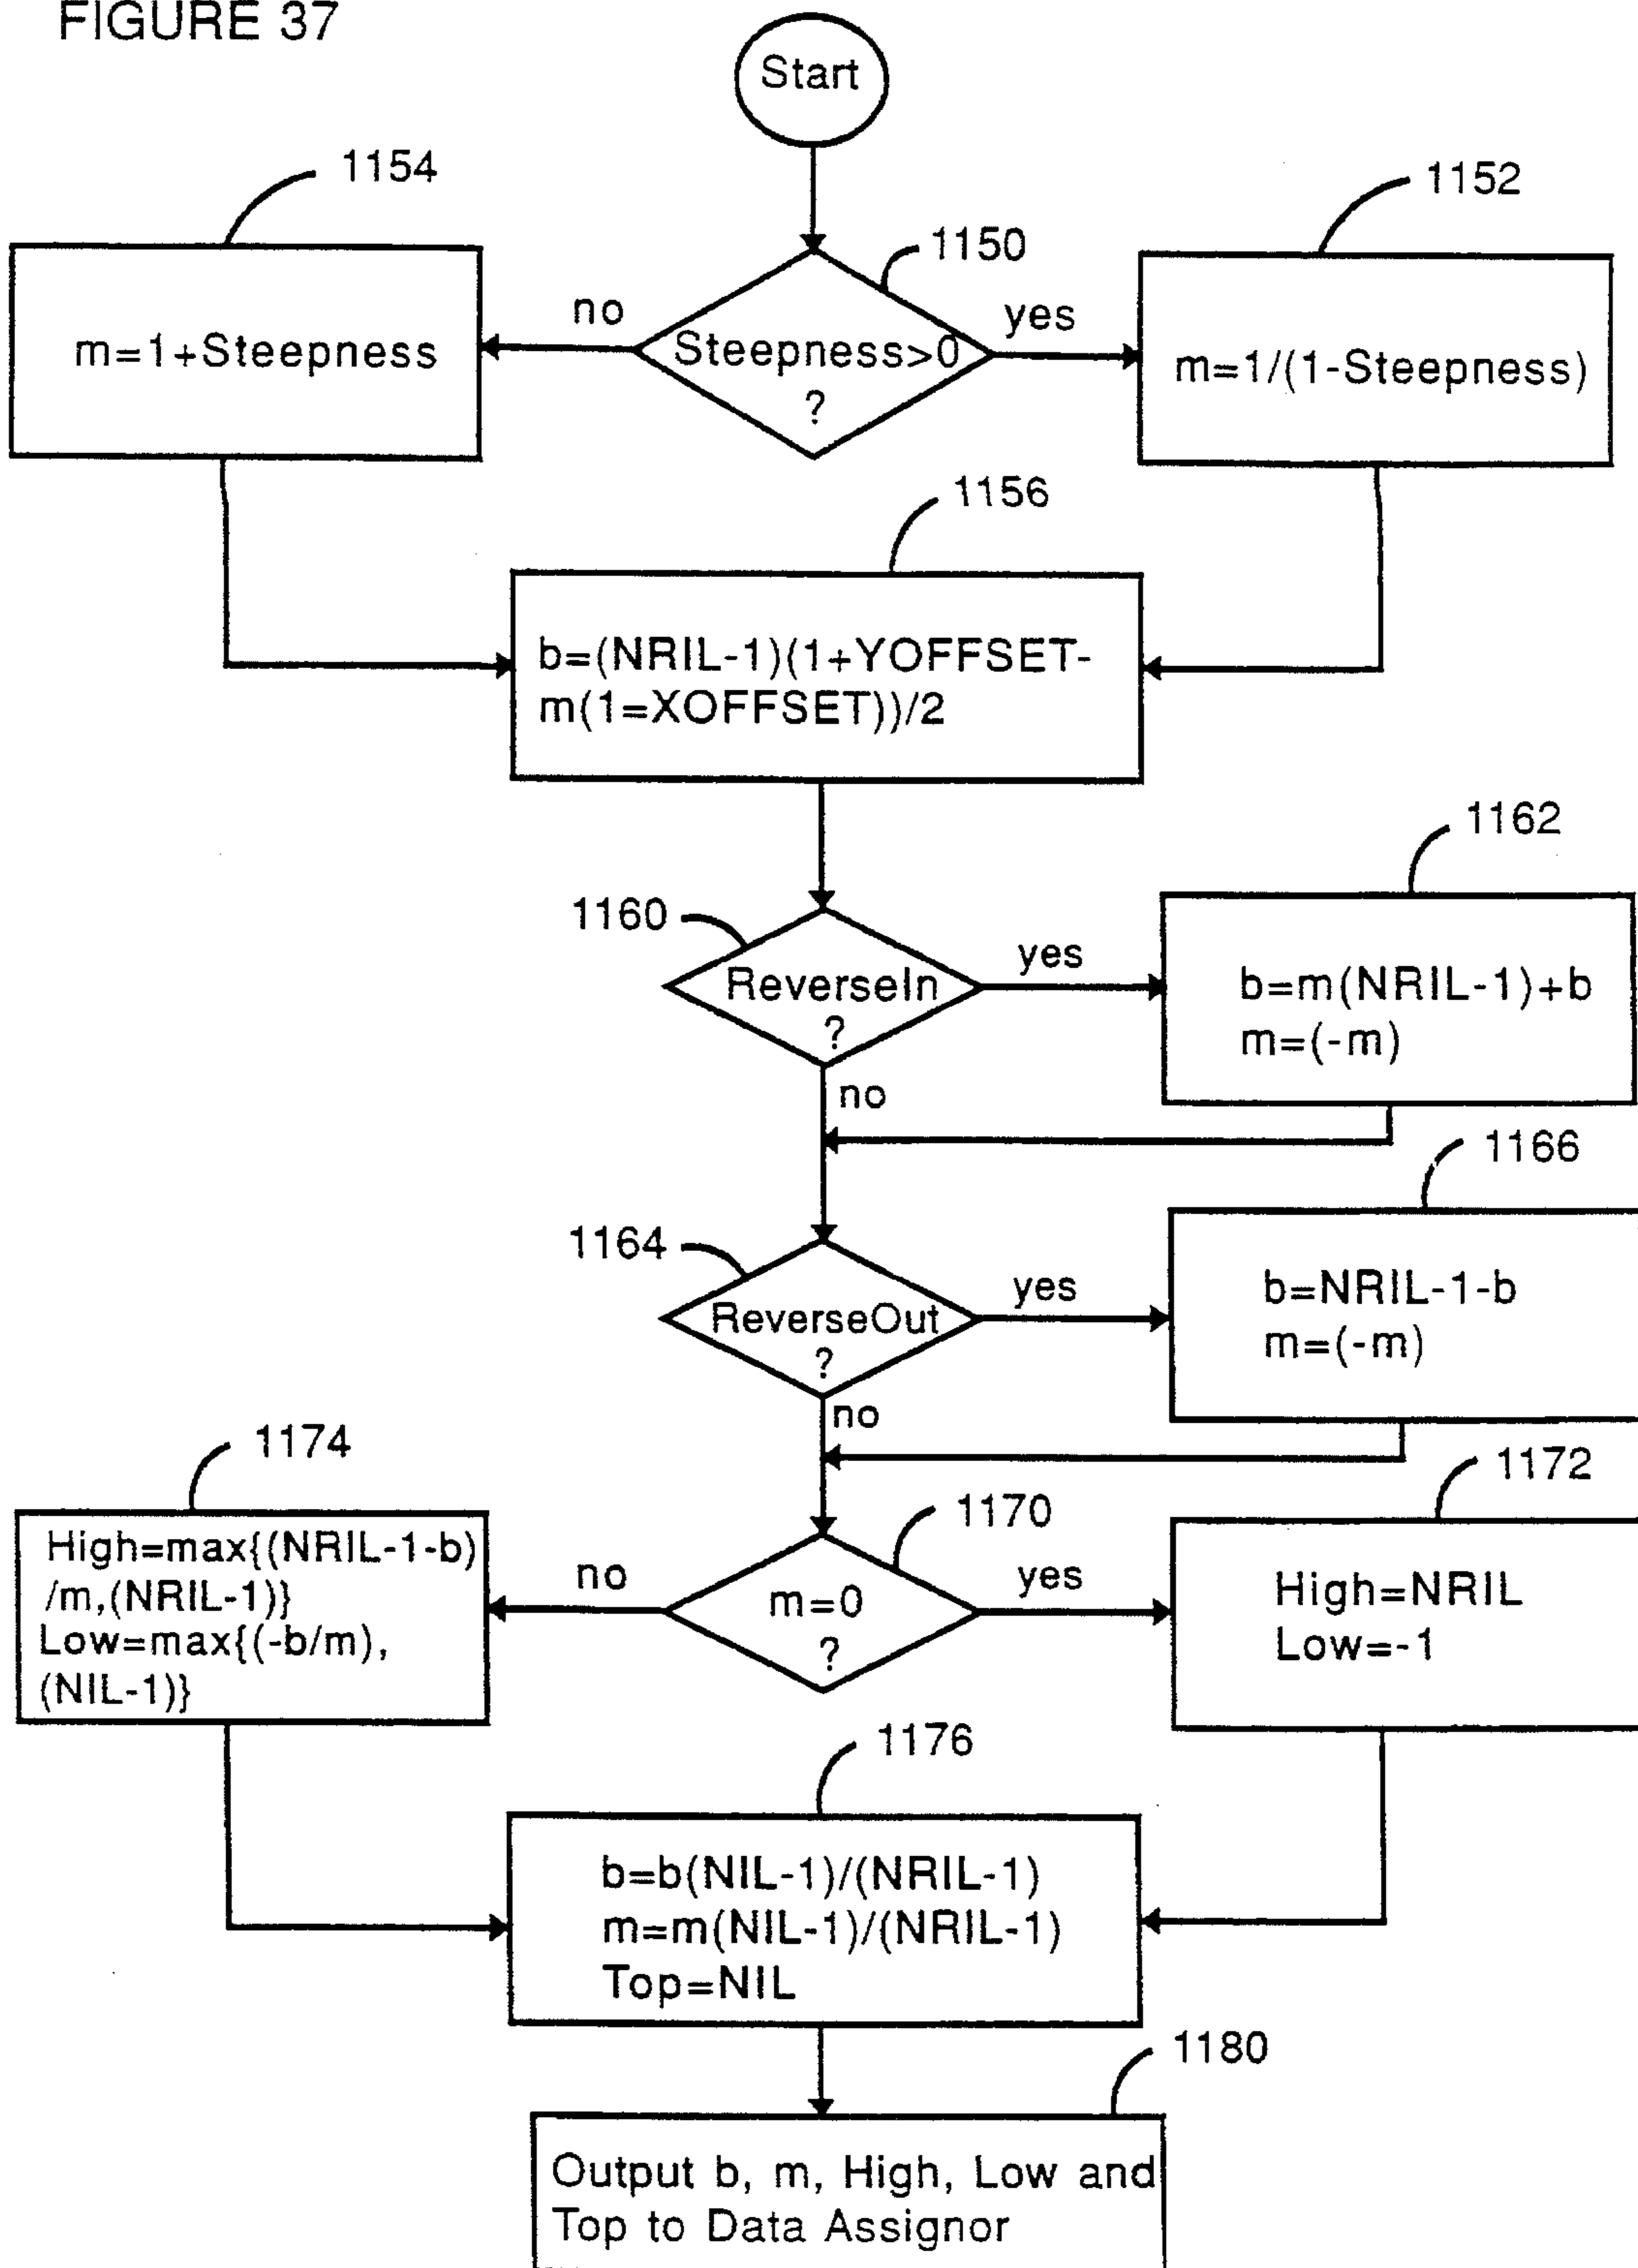 FIGURE 37
Start
1154
1152
1150
no
yes
m=1+Steepness
Steepness>0
?
m=1/(1-Steepness)
1156
b=(NRIL-1)(1+YOFFSET-
m(1=XOFFSET))/2
1162
1160
yes
ReverseIn
?
b=m(NRIL-1)+b
m=(-m)
no
1166
1164
yes
ReverseOut
?
b=NRIL-1-b
m=(-m)
no
1174
1172
1170
High=max{(NRIL-1-b)
/m,(NRIL-1)}
Low=max{(-b/m),
(NIL-1)}
no
yes
m=0
?
High=NRIL
Low=-1
1176
b=b(NIL-1)/(NRIL-1)
m=m(NIL-1)/(NRIL-1)
Top=NIL
1180
Output b, m, High, Low and
Top to Data Assignor